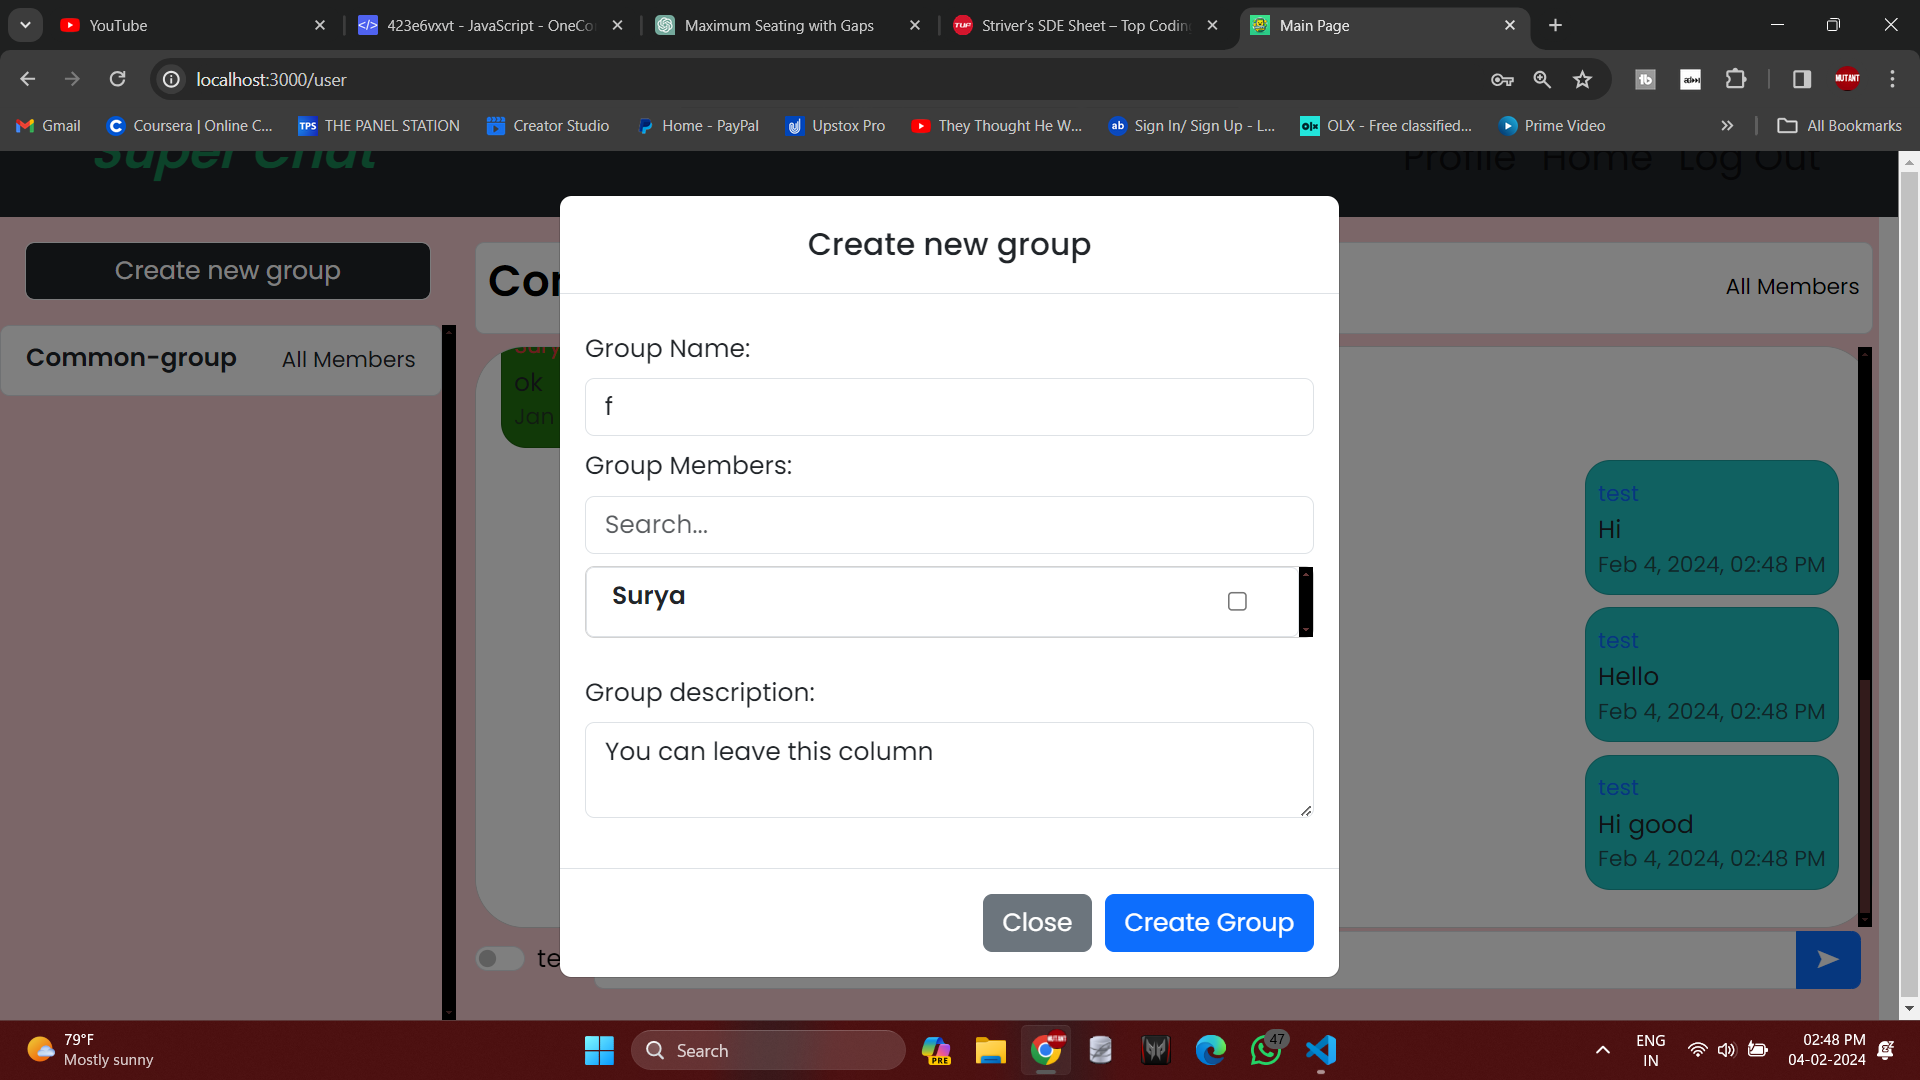 YouTube
423e6vxvt - JavaScript - OneCo
Maximum Seating with Gaps
Striver's SDE Sheet – Top Coding
Main Page
localhost:3000/user
Gmail
Coursera | Online C...
THE PANEL STATION
Creator Studio
Home - PayPal
Upstox Pro
They Thought He W...
Sign In/ Sign Up - L...
OLX - Free classified...
Prime Video
All Bookmarks
Super Chat
Profile Home Log Out
Create new group
Common-group All Members
Com
All Members
Surya
ok
Jan
test
Hi
Feb 4, 2024, 02:48 PM
test
Hello
Feb 4, 2024, 02:48 PM
test
Hi good
Feb 4, 2024, 02:48 PM
te
Create new group
Group Name:
f
Group Members:
Search...
Surya
Group description:
You can leave this column
Close
Create Group
79°F
Mostly sunny
Search
PRE
MUTANT
47
ENG
IN
02:48 PM
04-02-2024